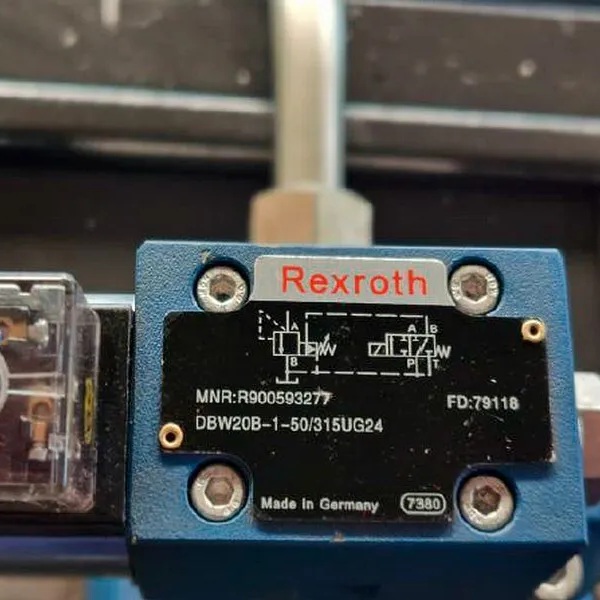 Rexroth
A
A B
B
P T
MNR:R900593277 FD:79118
DBW20B-1-50/315UG24
Made in Germany 7380